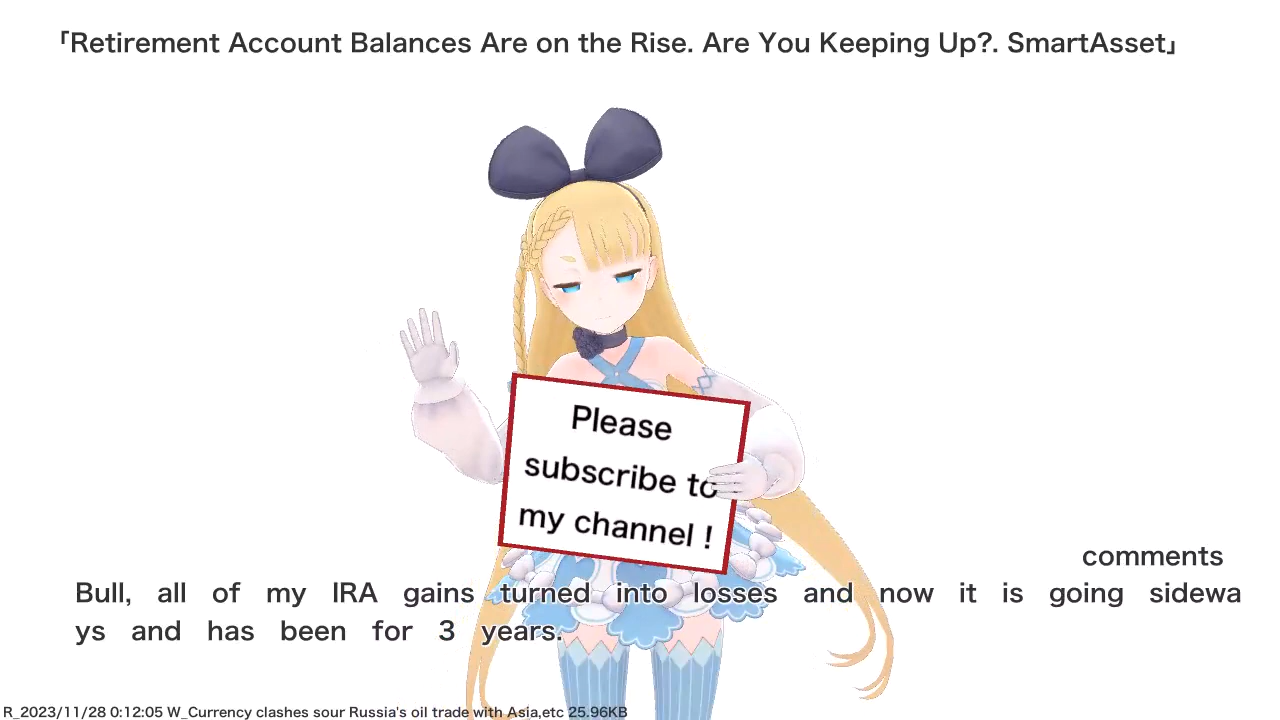 「Retirement Account Balances Are on the Rise. Are You Keeping Up?. SmartAsset」
Please
subscribe to
my channel !
comments
Bull, all of my IRA gains turned into losses and now it is going sidewa
ys and has been for 3 years.
R_2023/11/28 0:12:05 W_Currency clashes sour Russia's oil trade with Asia,etc 25.96KB